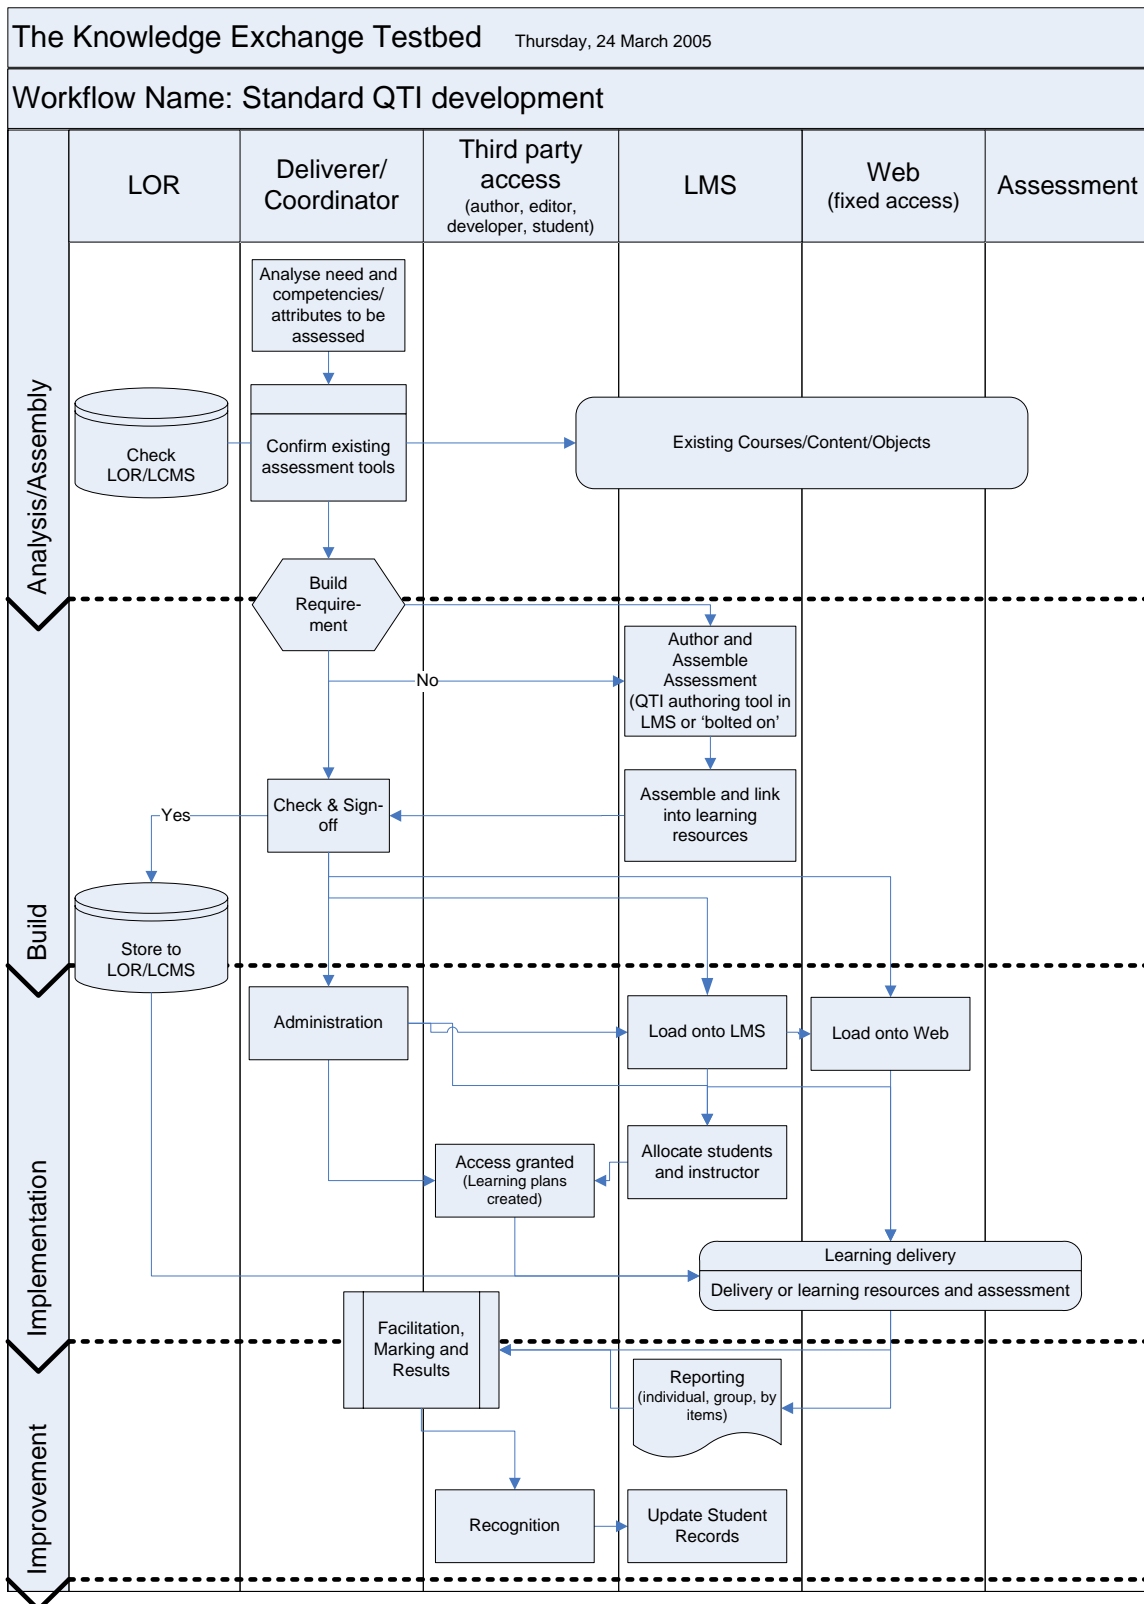 The Knowledge Exchange Testbed Thursday, 24 March 2005
Workflow Name: Standard QTI development
LOR
Deliverer/
Coordinator
Third party
access
(author, editor,
developer, student)
LMS
Web
(fixed access)
Assessment
Analysis/Assembly
Analyse need and
competencies/
attributes to be
assessed
Check
LOR/LCMS
Confirm existing
assessment tools
Existing Courses/Content/Objects
Build
Require-
ment
Build
Author and
Assemble
Assessment
(QTI authoring tool in
LMS or ‘bolted on’
No
Check & Sign-
off
Yes
Assemble and link
into learning
resources
Store to
LOR/LCMS
Implementation
Administration
Load onto LMS
Load onto Web
Access granted
(Learning plans
created)
Allocate students
and instructor
Learning delivery
Delivery or learning resources and assessment
Facilitation,
Marking and
Results
Improvement
Reporting
(individual, group, by
items)
Recognition
Update Student
Records